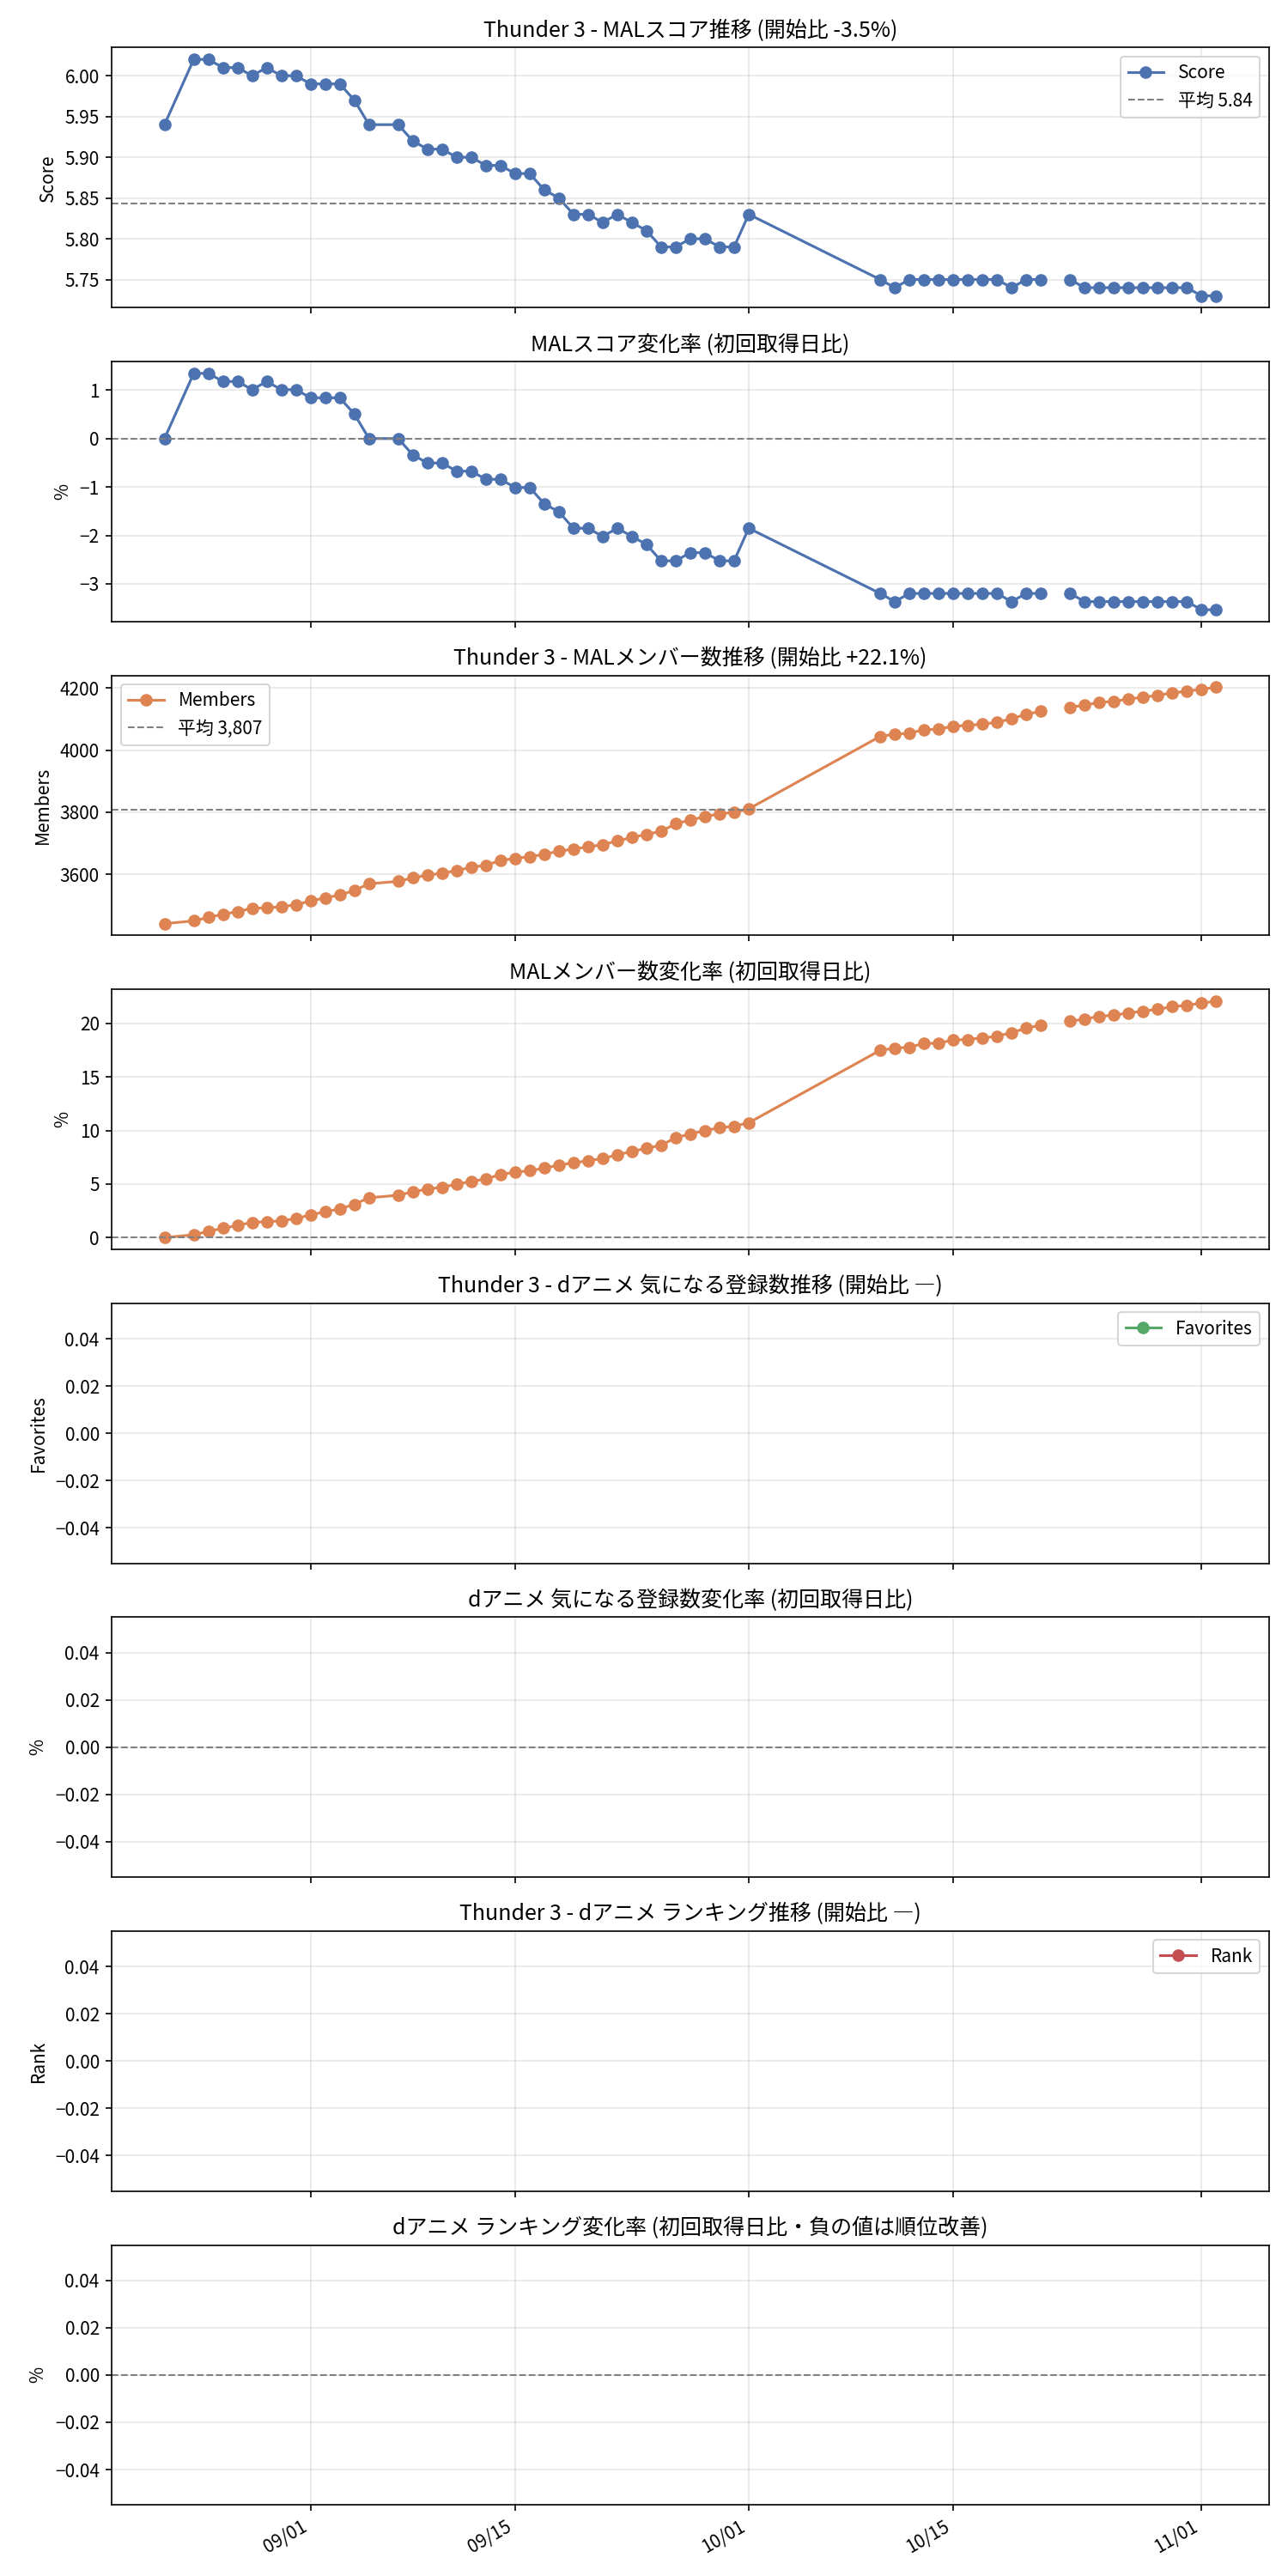 Thunder 3 - MALスコア推移 (開始比 -3.5%)
Score
6.00
5.95
5.90
5.85
5.80
5.75
Score
平均 5.84
MALスコア変化率 (初回取得日比)
%
1
0
−1
−2
−3
Thunder 3 - MALメンバー数推移 (開始比 +22.1%)
Members
4200
4000
3800
3600
Members
平均 3,807
MALメンバー数変化率 (初回取得日比)
%
20
15
10
5
0
Thunder 3 - dアニメ 気になる登録数推移 (開始比 —)
Favorites
0.04
0.02
0.00
−0.02
−0.04
Favorites
dアニメ 気になる登録数変化率 (初回取得日比)
%
0.04
0.02
0.00
−0.02
−0.04
Thunder 3 - dアニメ ランキング推移 (開始比 —)
Rank
0.04
0.02
0.00
−0.02
−0.04
Rank
dアニメ ランキング変化率 (初回取得日比・負の値は順位改善)
%
0.04
0.02
0.00
−0.02
−0.04
09/01
09/15
10/01
10/15
11/01